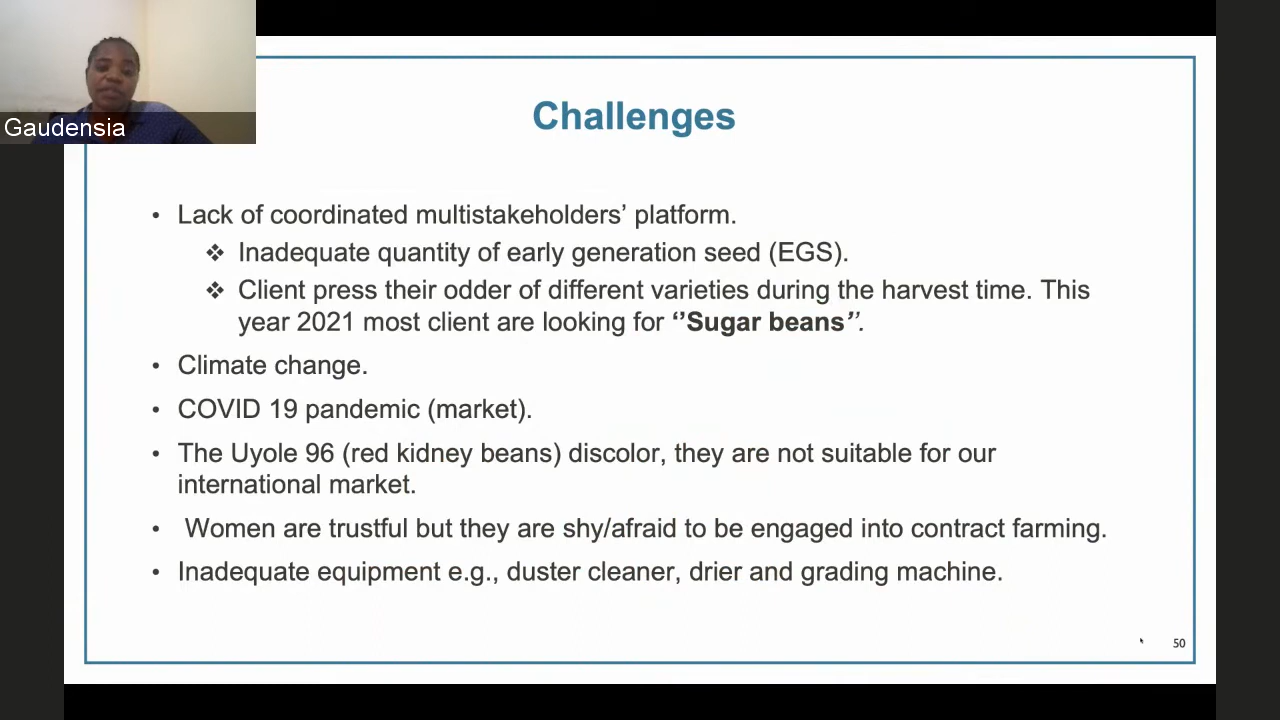 Gaudensia
Challenges
• Lack of coordinated multistakeholders’ platform.
❖ Inadequate quantity of early generation seed (EGS).
❖ Client press their odder of different varieties during the harvest time. This
year 2021 most client are looking for ‘’Sugar beans’’.
• Climate change.
• COVID 19 pandemic (market).
• The Uyole 96 (red kidney beans) discolor, they are not suitable for our
international market.
• Women are trustful but they are shy/afraid to be engaged into contract farming.
• Inadequate equipment e.g., duster cleaner, drier and grading machine.
50